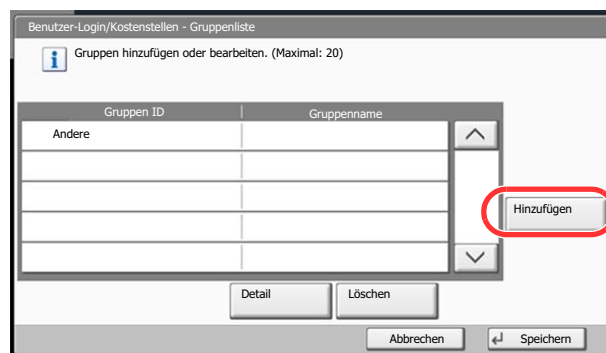 Benutzer-Login/Kostenstellen - Gruppenliste
Gruppen hinzufügen oder bearbeiten. (Maximal: 20)
Gruppen ID Gruppenname
Andere
Hinzufügen
Detail Löschen
Abbrechen Speichern